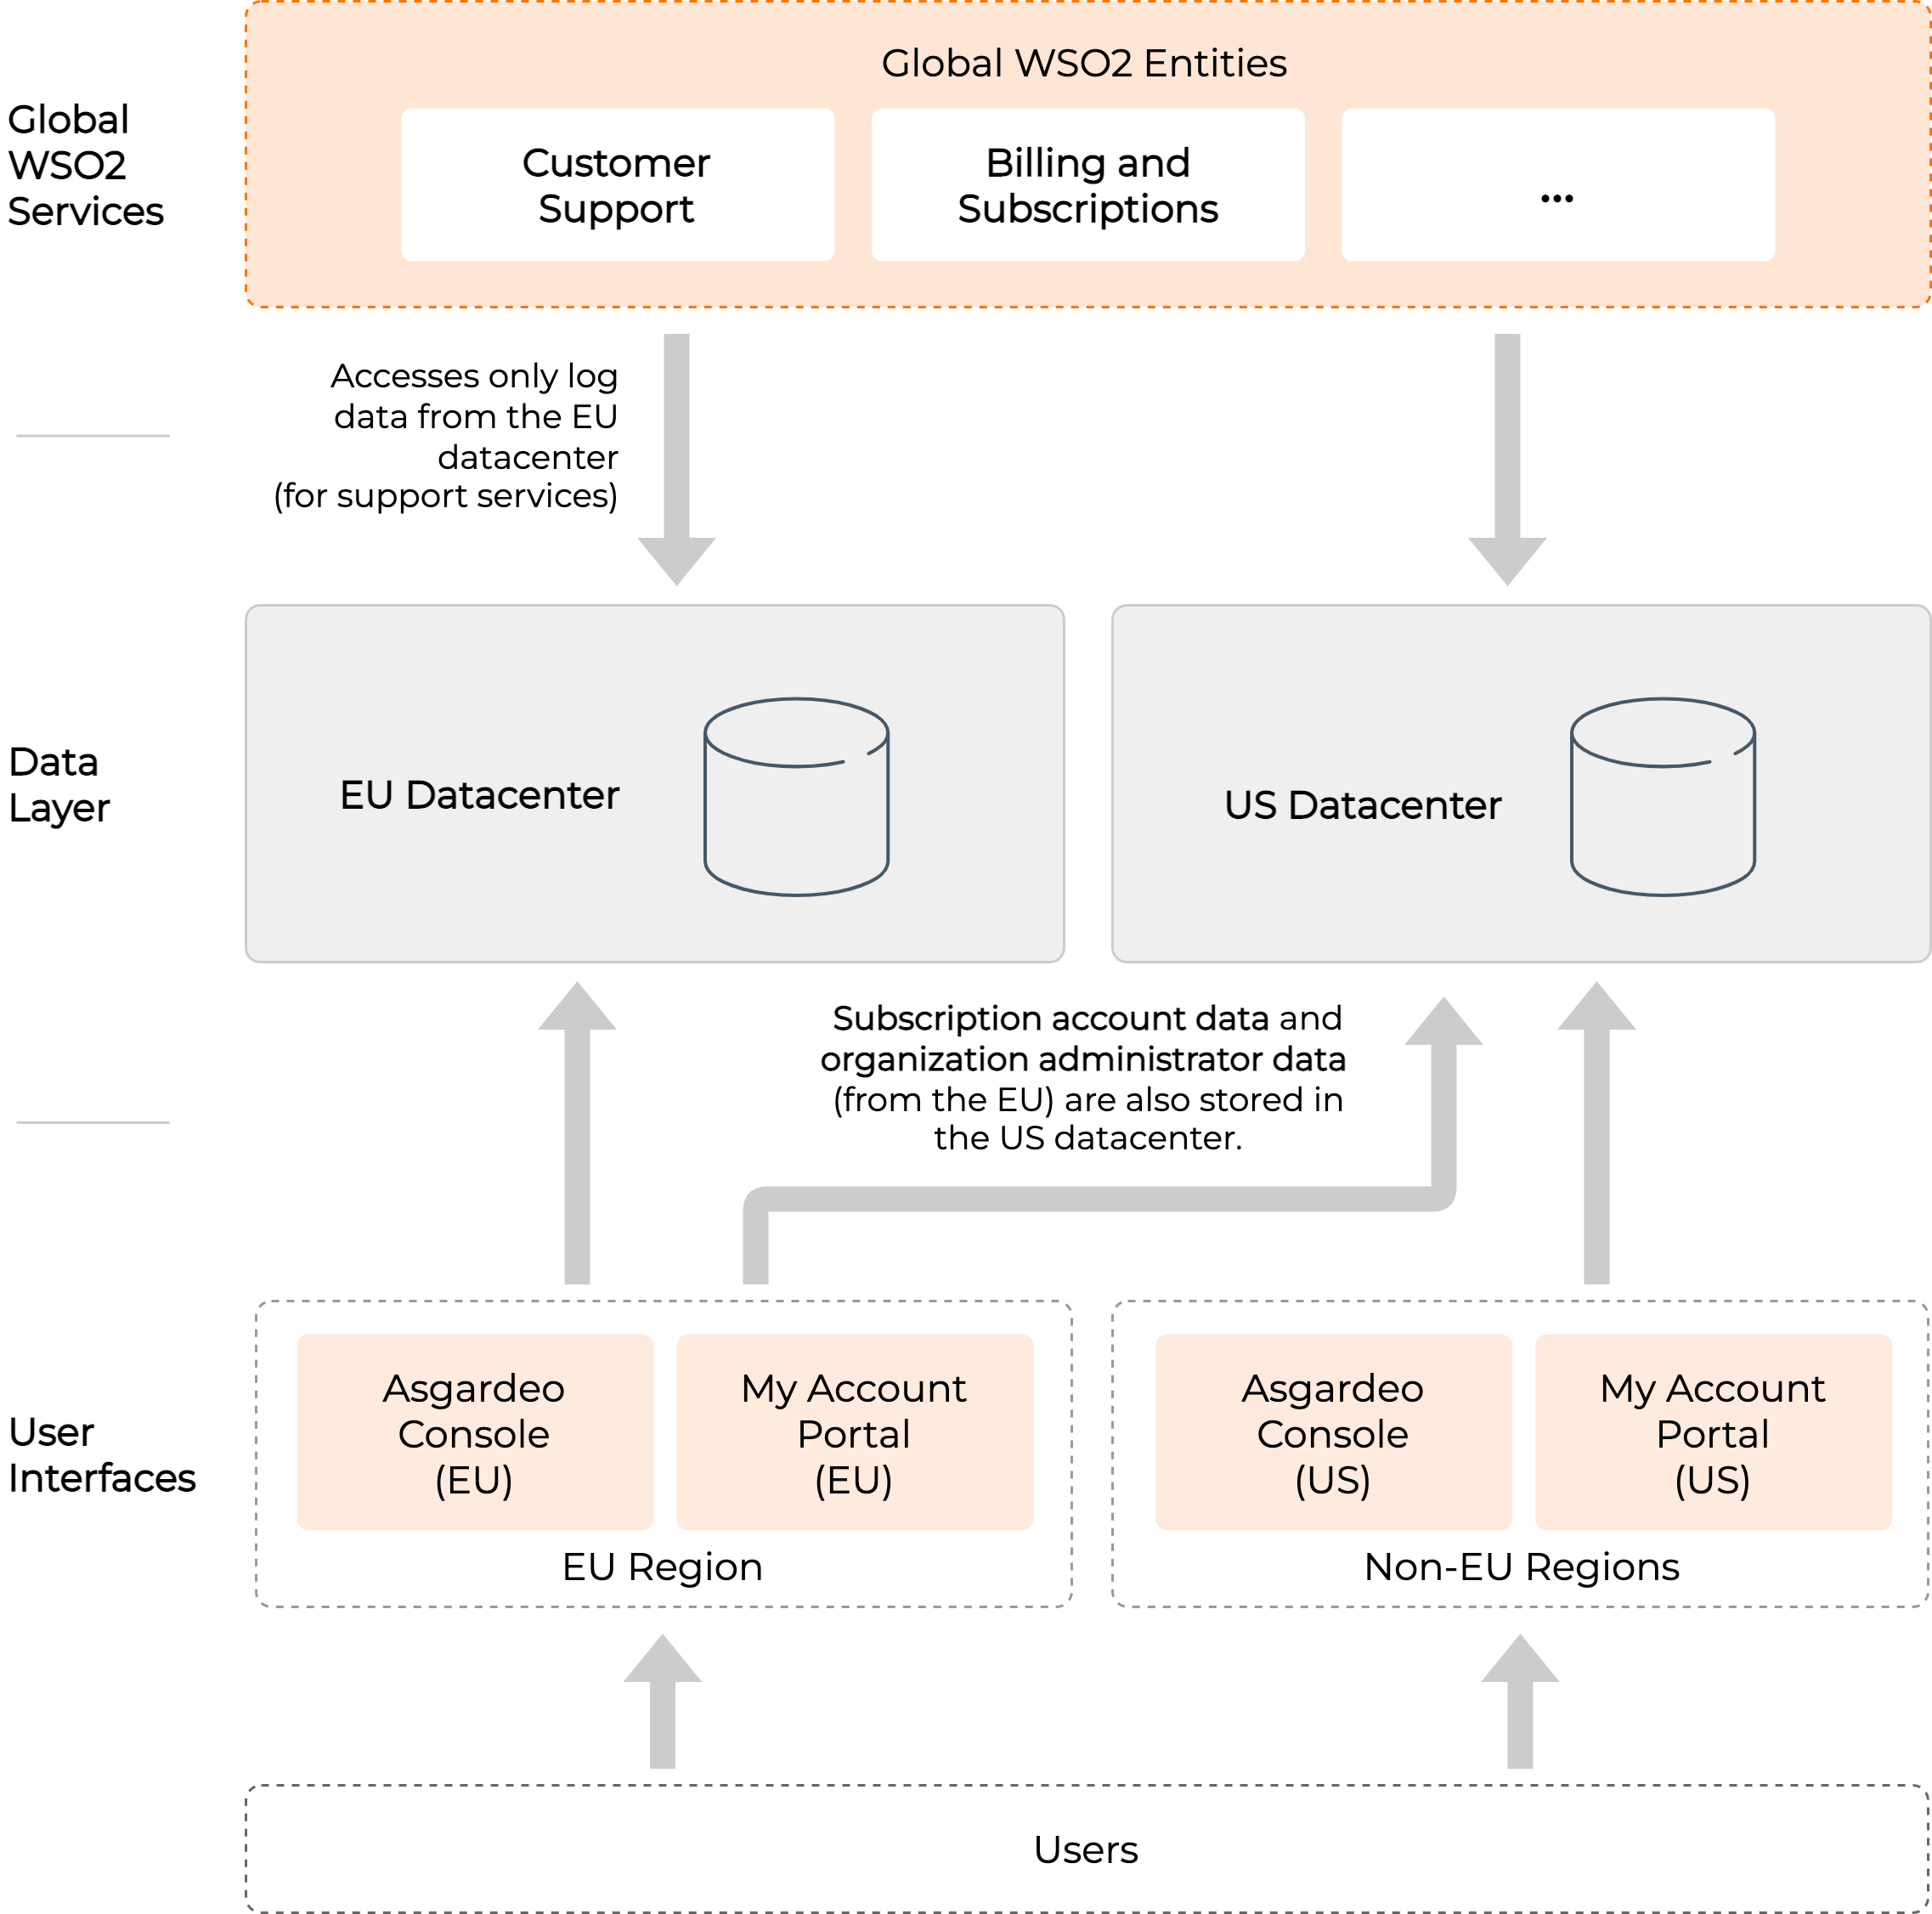 Global WSO2 Entities
Global
WSO2
Services
Customer
Support
Billing and
Subscriptions
...
Accesses only log
data from the EU
datacenter
(for support services)
Data
Layer
EU Datacenter
US Datacenter
Subscription account data and
organization administrator data
(from the EU) are also stored in
the US datacenter.
User
Interfaces
Asgardeo
Console
(EU)
My Account
Portal
(EU)
EU Region
Asgardeo
Console
(US)
My Account
Portal
(US)
Non-EU Regions
Users